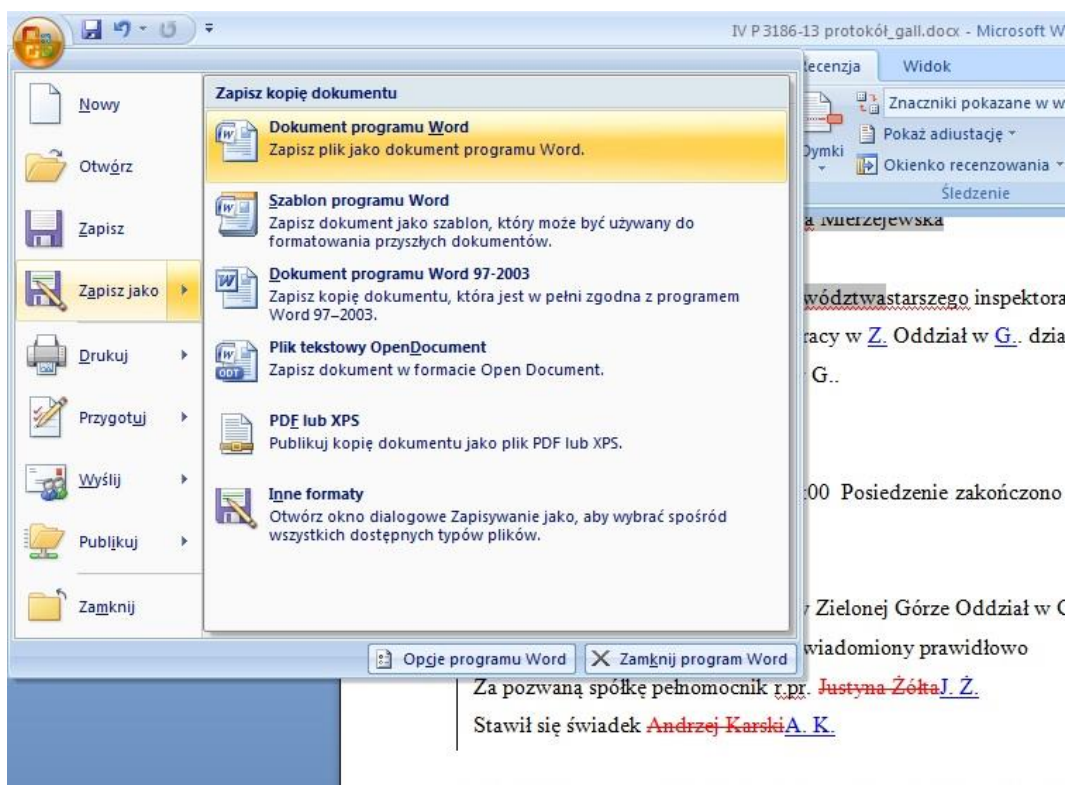 IV P 3186-13 protokół_gall.docx - Microsoft W
Recenzja
Widok
Nowy
Otwórz
Zapisz
Zapisz jako
Drukuj
Przygotuj
Wyślij
Publikuj
Zamknij
Zapisz kopię dokumentu
Dokument programu Word
Zapisz plik jako dokument programu Word.
Szablon programu Word
Zapisz dokument jako szablon, który może być używany do
formatowania przyszłych dokumentów.
Dokument programu Word 97-2003
Zapisz kopię dokumentu, która jest w pełni zgodna z programem
Word 97–2003.
Plik tekstowy OpenDocument
Zapisz dokument w formacie Open Document.
PDF lub XPS
Publikuj kopię dokumentu jako plik PDF lub XPS.
Inne formaty
Otwórz okno dialogowe Zapisywanie jako, aby wybrać spośród
wszystkich dostępnych typów plików.
Opcje programu Word
Zamknij program Word
Dymki
Znaczniki pokazane w w
Pokaż adiustację
Okienko recenzowania
Śledzenie
a Mierzejewska
wództwastarszego inspektora
racy w Z. Oddział w G.. dzia
G..
:00 Posiedzenie zakończono
Zielonej Górze Oddział w G
wiadomiony prawidłowo
Za pozwaną spółkę pełnomocnik r.pr. Justyna ŻółtaJ. Ż.
Stawił się świadek Andrzej KarskiA. K.